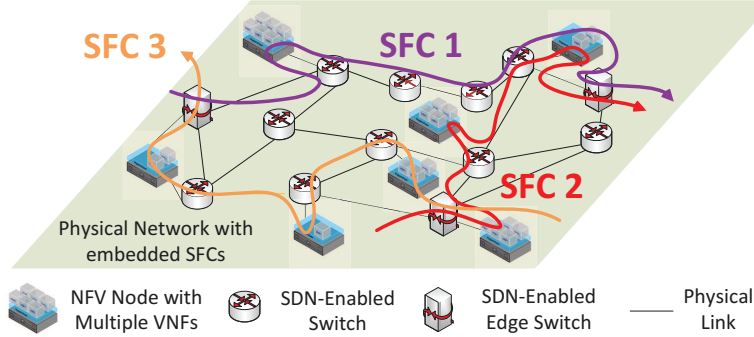 SFC 3
SFC 1
SFC 2
Physical Network with
embedded SFCs
NFV Node with
Multiple VNFs
SDN-Enabled
Switch
SDN-Enabled
Edge Switch
Physical
Link